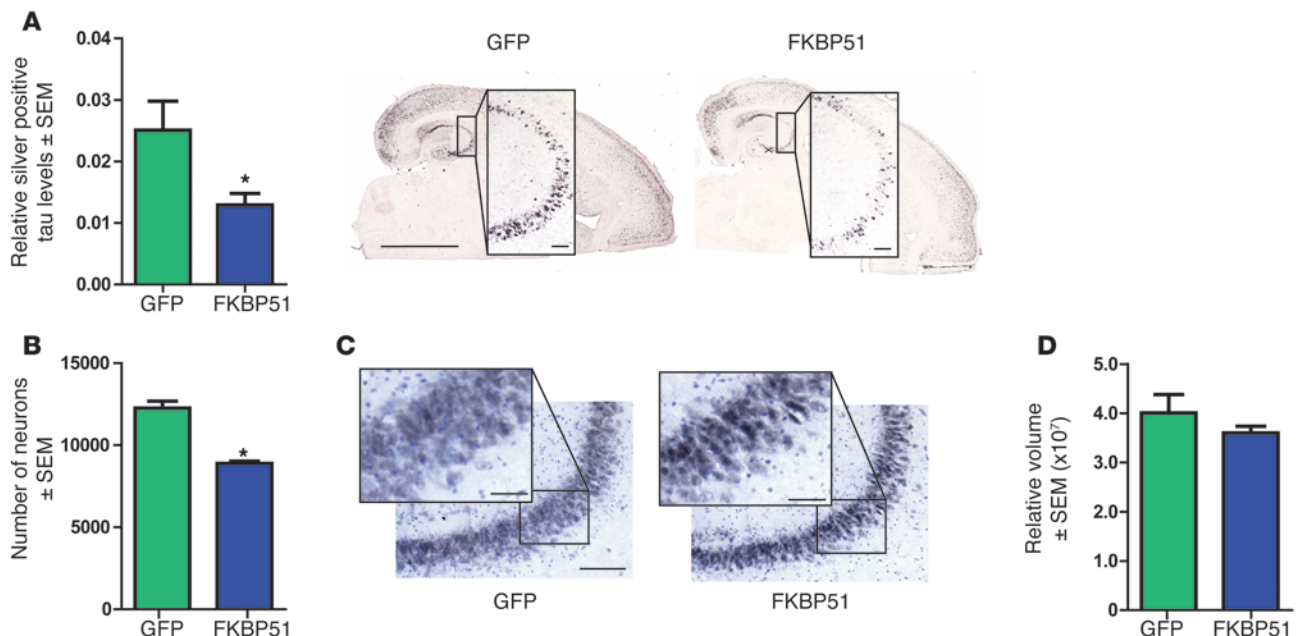 A
Relative silver positive
tau levels ± SEM
0.04
0.03
0.02
0.01
0.00
*
GFP
FKBP51
GFP
FKBP51
B
Number of neurons
± SEM
15000
10000
5000
0
*
GFP
FKBP51
C
GFP
FKBP51
D
Relative volume
± SEM (x10⁷)
5.0
4.0
3.0
2.0
1.0
0
GFP
FKBP51